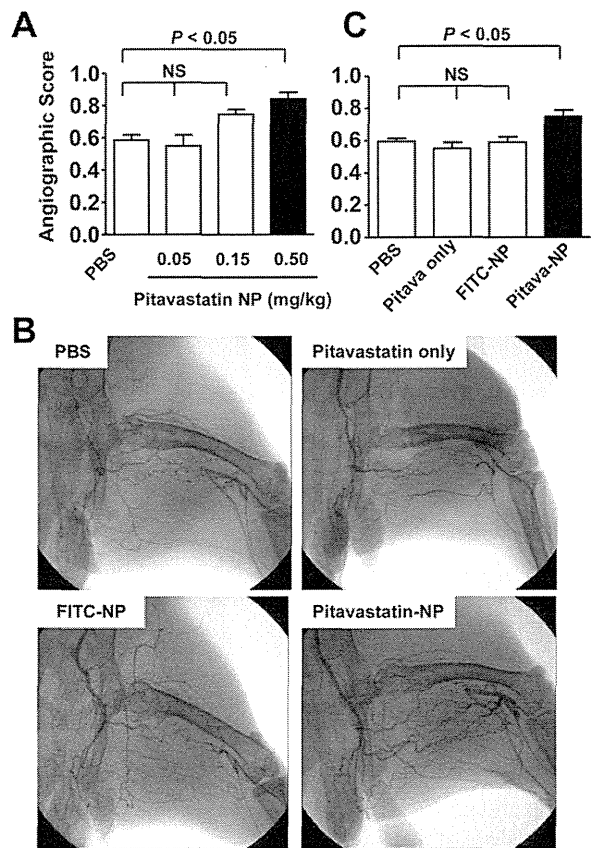 A
P < 0.05
NS
Angiographic Score
1.0
0.8
0.6
0.4
0.2
0.0
PBS
0.05
0.15
0.50
Pitavastatin NP (mg/kg)
C
P < 0.05
NS
1.0
0.8
0.6
0.4
0.2
0.0
PBS
Pitava only
FITC-NP
Pitava-NP
B
PBS
Pitavastatin only
FITC-NP
Pitavastatin-NP